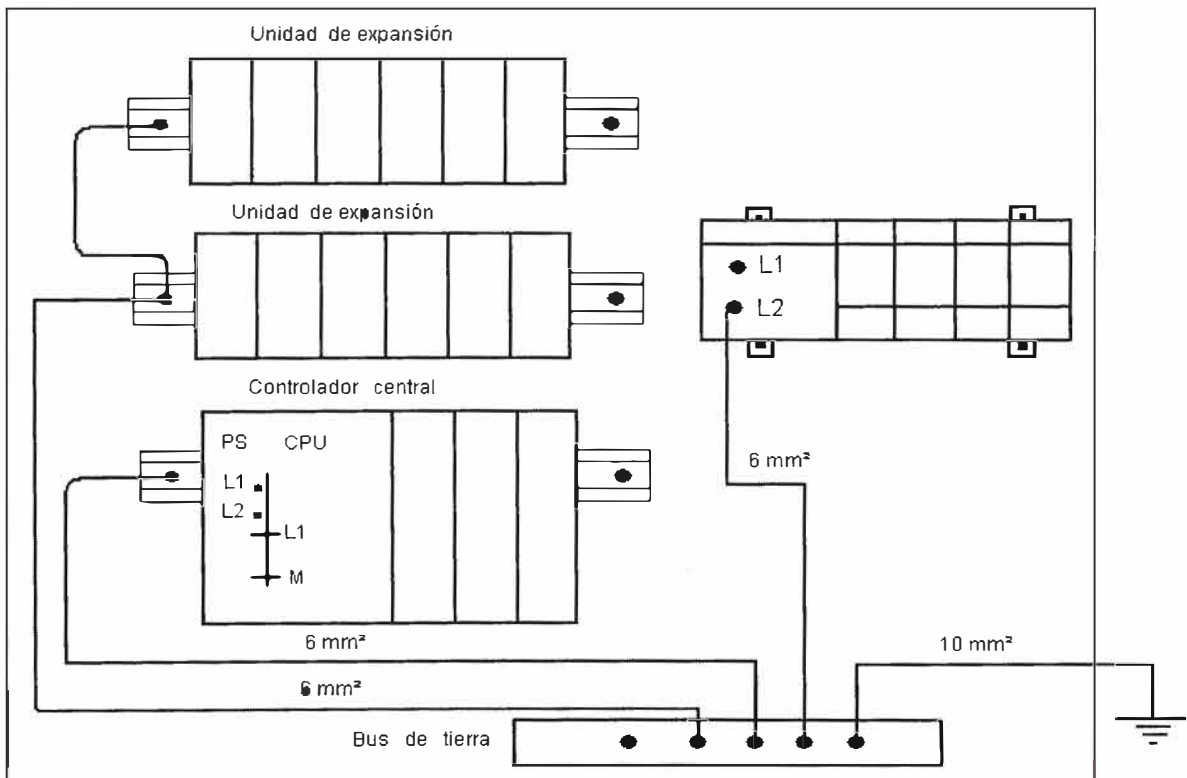 Unidad de expansión
Unidad de expansión
L1
L2
Controlador central
PS CPU
L1
L2
L1
M
6 mm²
6 mm²
10 mm²
6 mm²
Bus de tierra